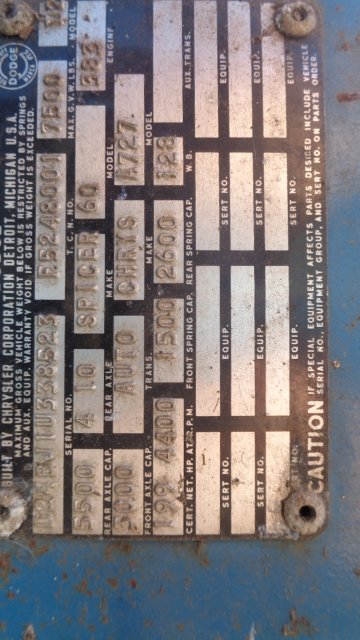 DODGE
BUILT BY CHRYSLER CORPORATION DETROIT, MICHIGAN U.S.A.
MAXIMUM GROSS VEHICLE WEIGHT BELOW IS RESTRICTED BY SPRINGS
AND AUX. EQUIP. WARRANTY VOID IF GROSS WEIGHT IS EXCEEDED.
7500
SERIAL NO. T.C.N. NO. MAX. G.V.W. LBS. MODEL
5500 4 10 SPICER 60 383
REAR AXLE CAP. REAR AXLE MAKE MODEL ENGINE
AUTO CHRYS A727
FRONT AXLE CAP. TRANS. MAKE MODEL
199 4400 1500 2600 128
CERT. NET. HP. AT R.P.M. FRONT SPRING CAP. REAR SPRING CAP. W.B. AUX. TRANS.
SERT NO. EQUIP. SERT NO. EQUIP.
SERT NO. EQUIP. SERT NO. EQUIP.
EQUIP. SERT NO. EQUIP.
CAUTION IF SPECIAL EQUIPMENT AFFECTS PARTS DESIRED INCLUDE VEHICLE
SERIAL NO. EQUIPMENT GROUP, AND SERT NO. ON PARTS ORDER.